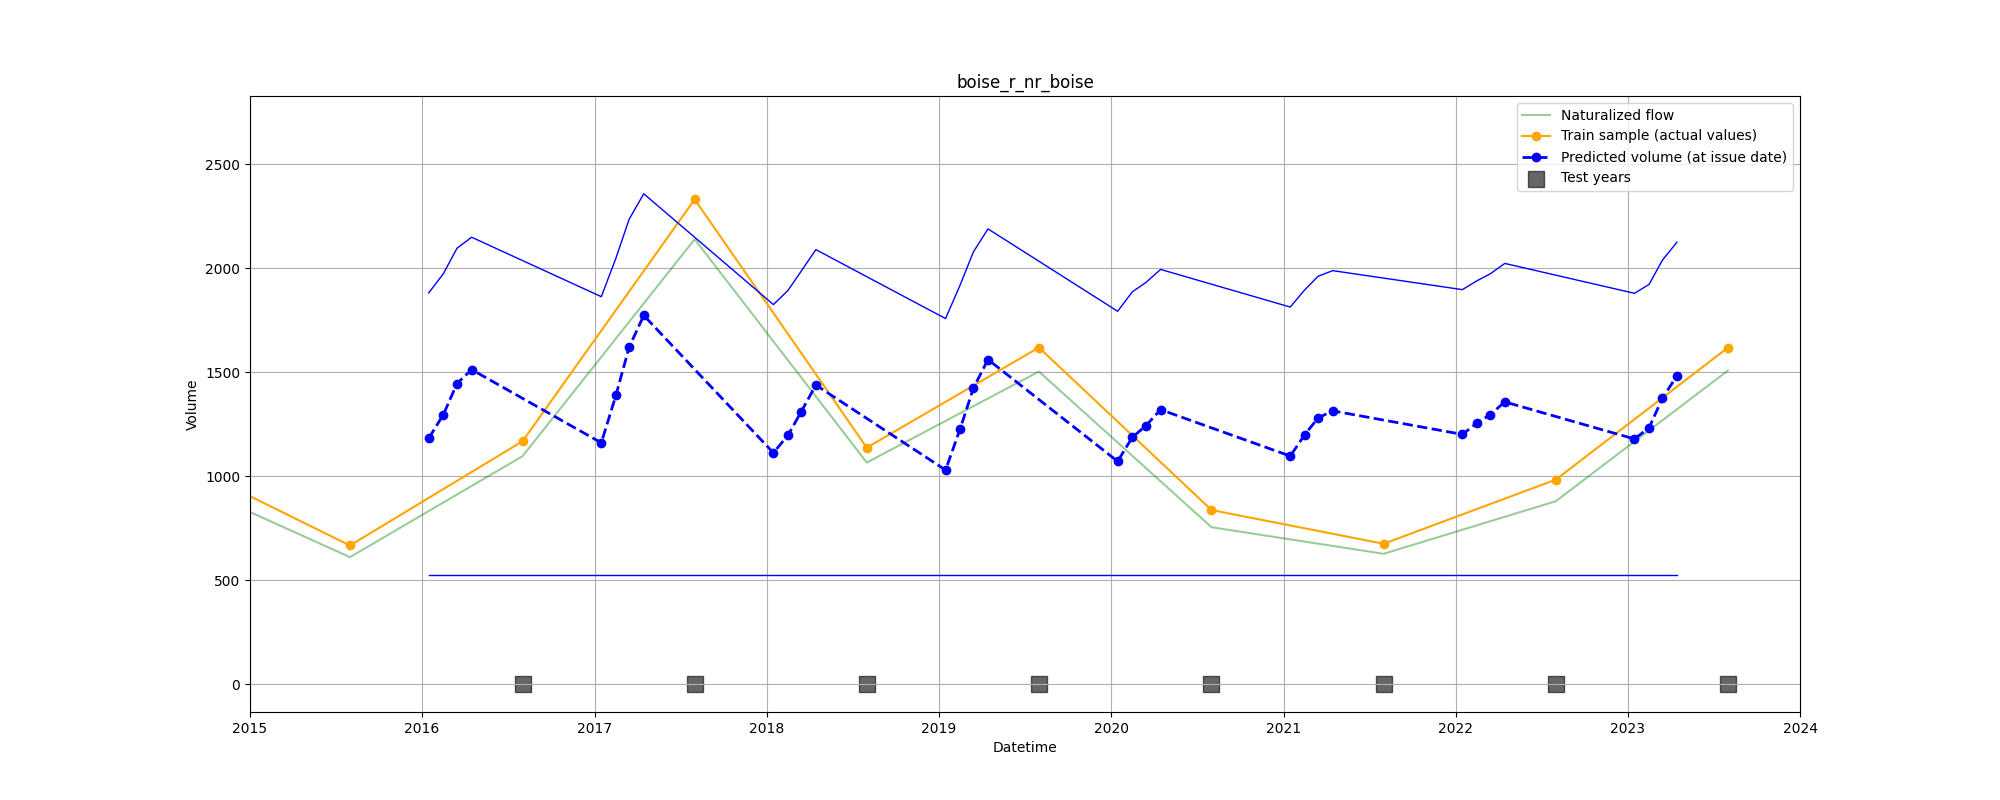 boise_r_nr_boise
Naturalized flow
Train sample (actual values)
Predicted volume (at issue date)
Test years
Volume
2500
2000
1500
1000
500
0
2015 2016 2017 2018 2019 2020 2021 2022 2023 2024
Datetime